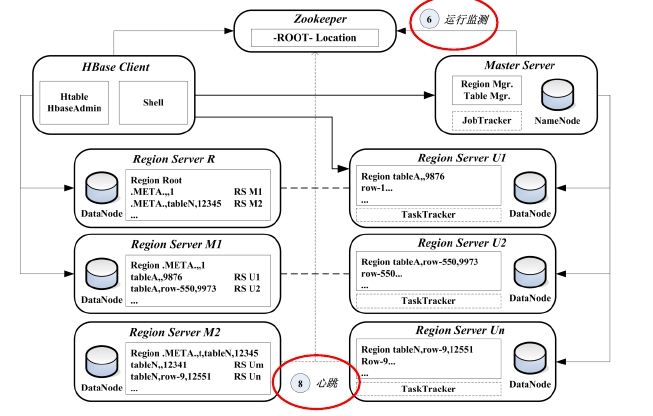 Zookeeper
-ROOT- Location
6 运行监测
HBase Client
Htable
HbaseAdmin
Shell
Master Server
Region Mgr.
Table Mgr.
JobTracker
NameNode
Region Server R
DataNode
Region Root
.META.,,1 RS M1
.META.,tableN,12345 RS M2
...
Region Server U1
Region tableA,,9876
row-1...
...
TaskTracker
DataNode
Region Server M1
DataNode
Region .META.,,1
tableA,,9876 RS U1
tableA,row-550,9973 RS U2
...
Region Server U2
Region tableA,row-550,9973
row-550...
...
TaskTracker
DataNode
Region Server M2
DataNode
Region .META.,t,tableN,12345
tableN,,12341 RS Um
tableN,row-9,12551 RS Un
...
Region Server Un
Region tableN,row-9,12551
Row-9...
...
TaskTracker
DataNode
8 心跳